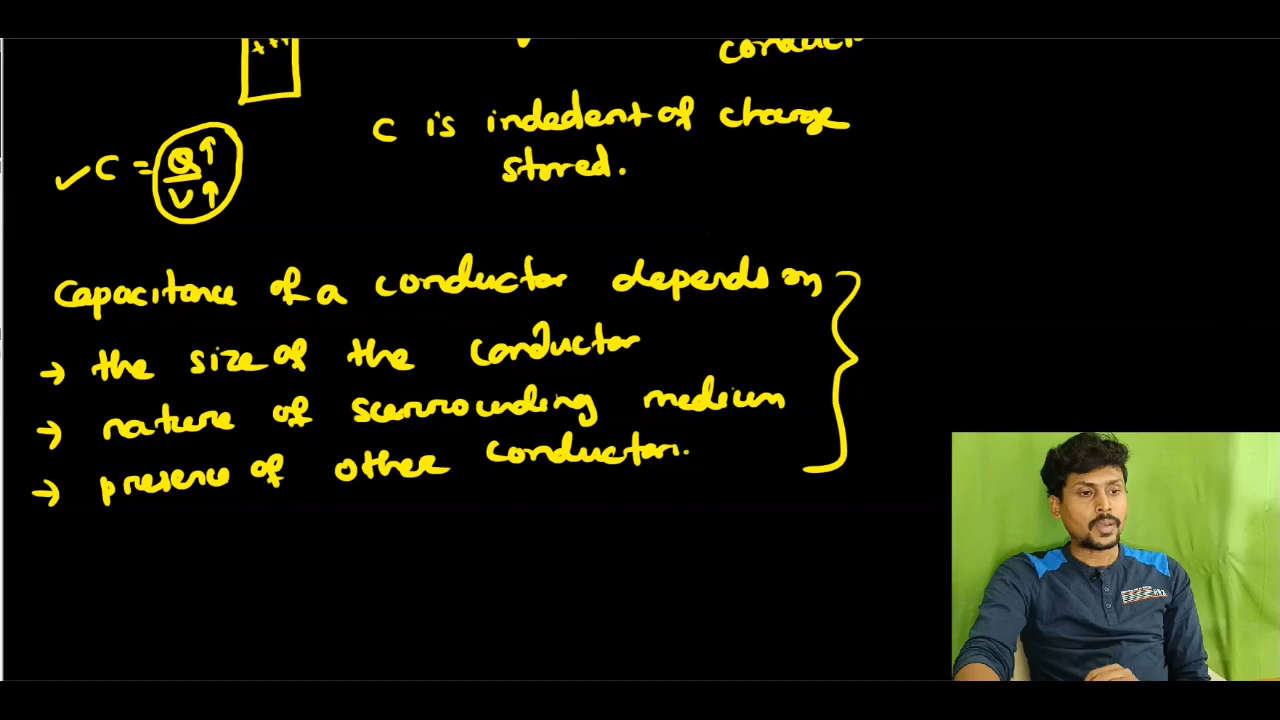 +++
conduct
C is indedent of charge
stored.
C = Q↑
V↑
Capacitance of a conductor depends on
→ the size of the conductor
→ nature of surrounding medium
→ presence of other conductor.